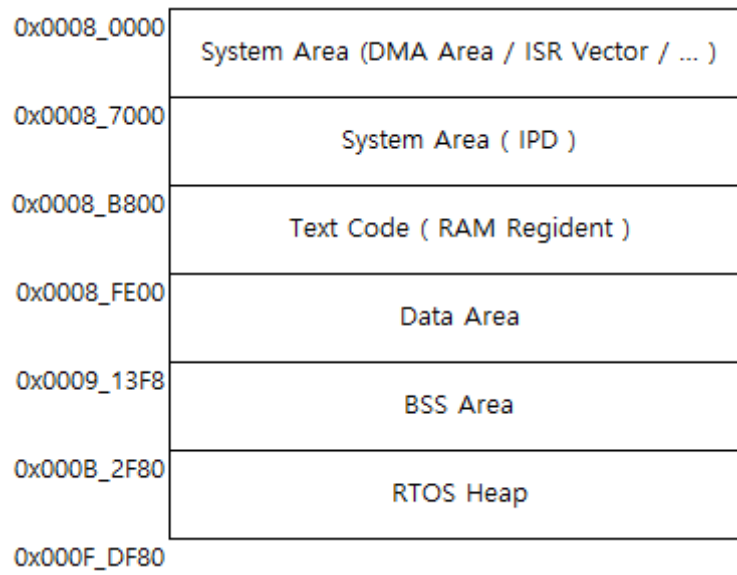 0x0008_0000
System Area (DMA Area / ISR Vector / ... )
0x0008_7000
System Area ( IPD )
0x0008_B800
Text Code ( RAM Regident )
0x0008_FE00
Data Area
0x0009_13F8
BSS Area
0x000B_2F80
RTOS Heap
0x000F_DF80